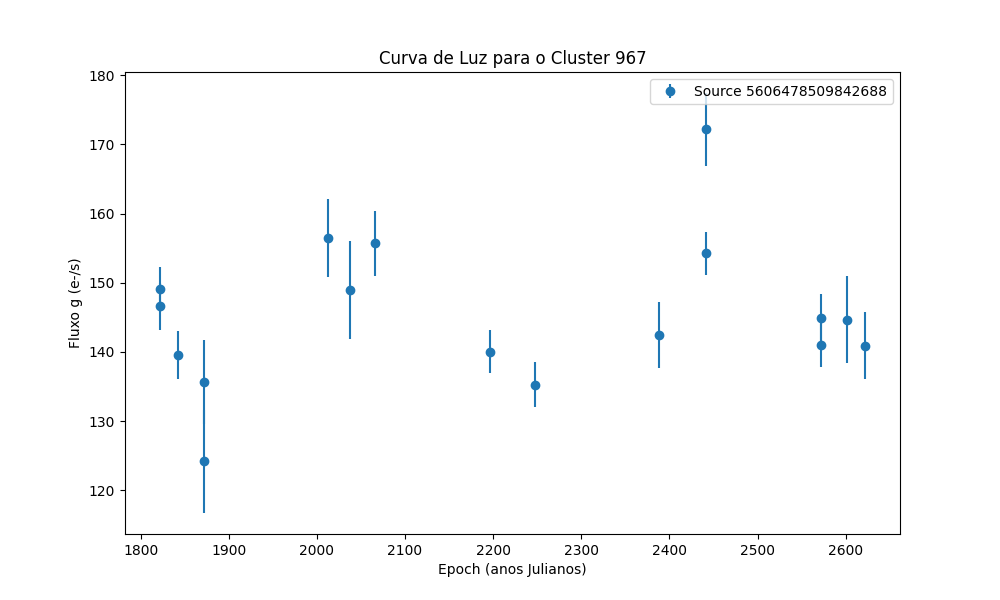 Curva de Luz para o Cluster 967
Source 5606478509842688
180
170
160
150
140
130
120
Fluxo g (e-/s)
1800 1900 2000 2100 2200 2300 2400 2500 2600
Epoch (anos Julianos)